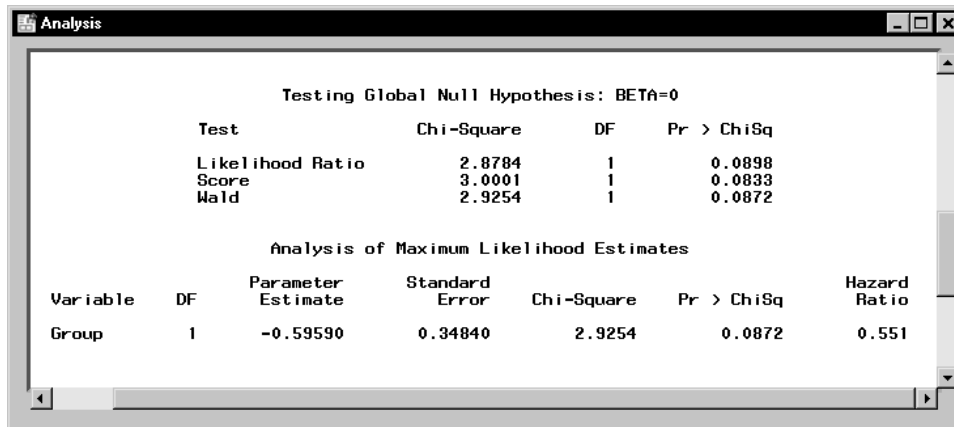 Analysis
Testing Global Null Hypothesis: BETA=0
Test Chi-Square DF Pr > ChiSq
Likelihood Ratio 2.8784 1 0.0898
Score 3.0001 1 0.0833
Wald 2.9254 1 0.0872
Analysis of Maximum Likelihood Estimates
Parameter Standard Hazard
Variable DF Estimate Error Chi-Square Pr > ChiSq Ratio
Group 1 -0.59590 0.34840 2.9254 0.0872 0.551